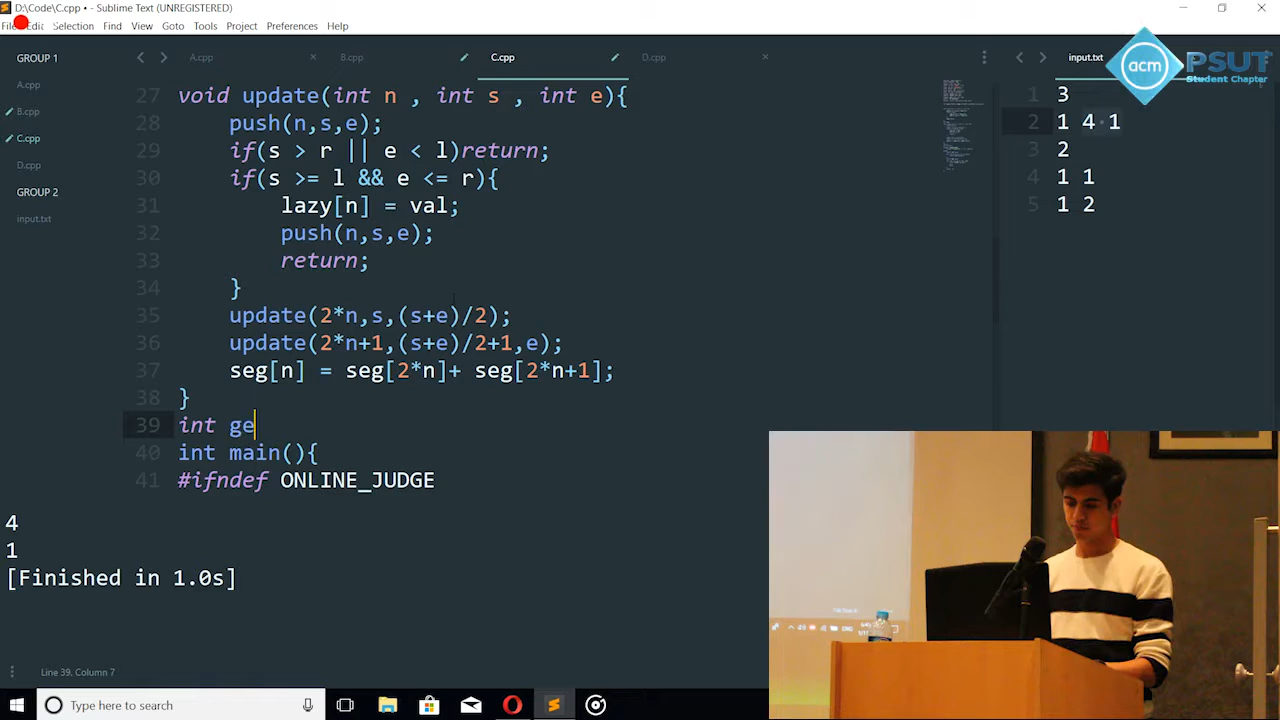 D:\Code\C.cpp • - Sublime Text (UNREGISTERED)
File Edit Selection Find View Goto Tools Project Preferences Help
GROUP 1
A.cpp
B.cpp
C.cpp
D.cpp
GROUP 2
input.txt
A.cpp B.cpp C.cpp D.cpp
27 void update(int n , int s , int e){
28 push(n,s,e);
29 if(s > r || e < l)return;
30 if(s >= l && e <= r){
31 lazy[n] = val;
32 push(n,s,e);
33 return;
34 }
35 update(2*n,s,(s+e)/2);
36 update(2*n+1,(s+e)/2+1,e);
37 seg[n] = seg[2*n]+ seg[2*n+1];
38 }
39 int ge
40 int main(){
41 #ifndef ONLINE_JUDGE
input.txt
1 3
2 1 4 1
3 2
4 1 1
5 1 2
acm PSUT
Student Chapter
4
1
[Finished in 1.0s]
Line 39, Column 7
Type here to search